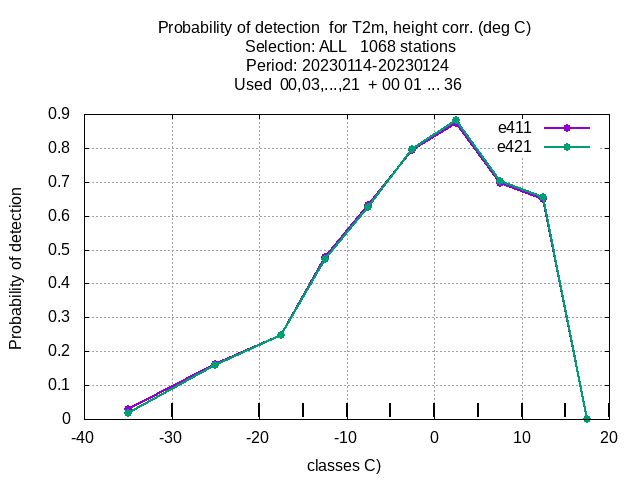 Probability of detection  for T2m, height corr. (deg C)
Selection: ALL   1068 stations
Period: 20230114-20230124
Used  00,03,...,21  + 00 01 ... 36
e411
e421
Probability of detection
0.9
0.8
0.7
0.6
0.5
0.4
0.3
0.2
0.1
0
-40 -30 -20 -10 0 10 20
classes C)